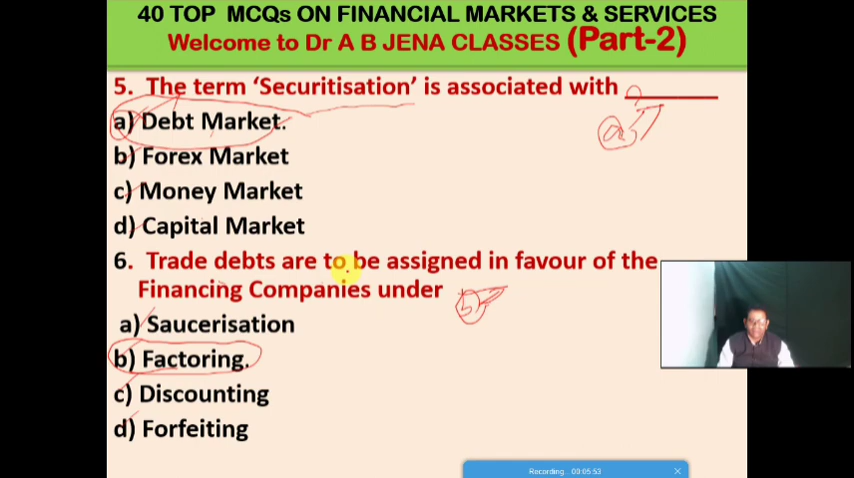 40 TOP MCQs ON FINANCIAL MARKETS & SERVICES
Welcome to Dr A B JENA CLASSES (Part-2)
5. The term ‘Securitisation’ is associated with ________
a) Debt Market.
b) Forex Market
c) Money Market
d) Capital Market
6. Trade debts are to be assigned in favour of the
Financing Companies under
a) Saucerisation
b) Factoring.
c) Discounting
d) Forfeiting
Recording... 09:05:53